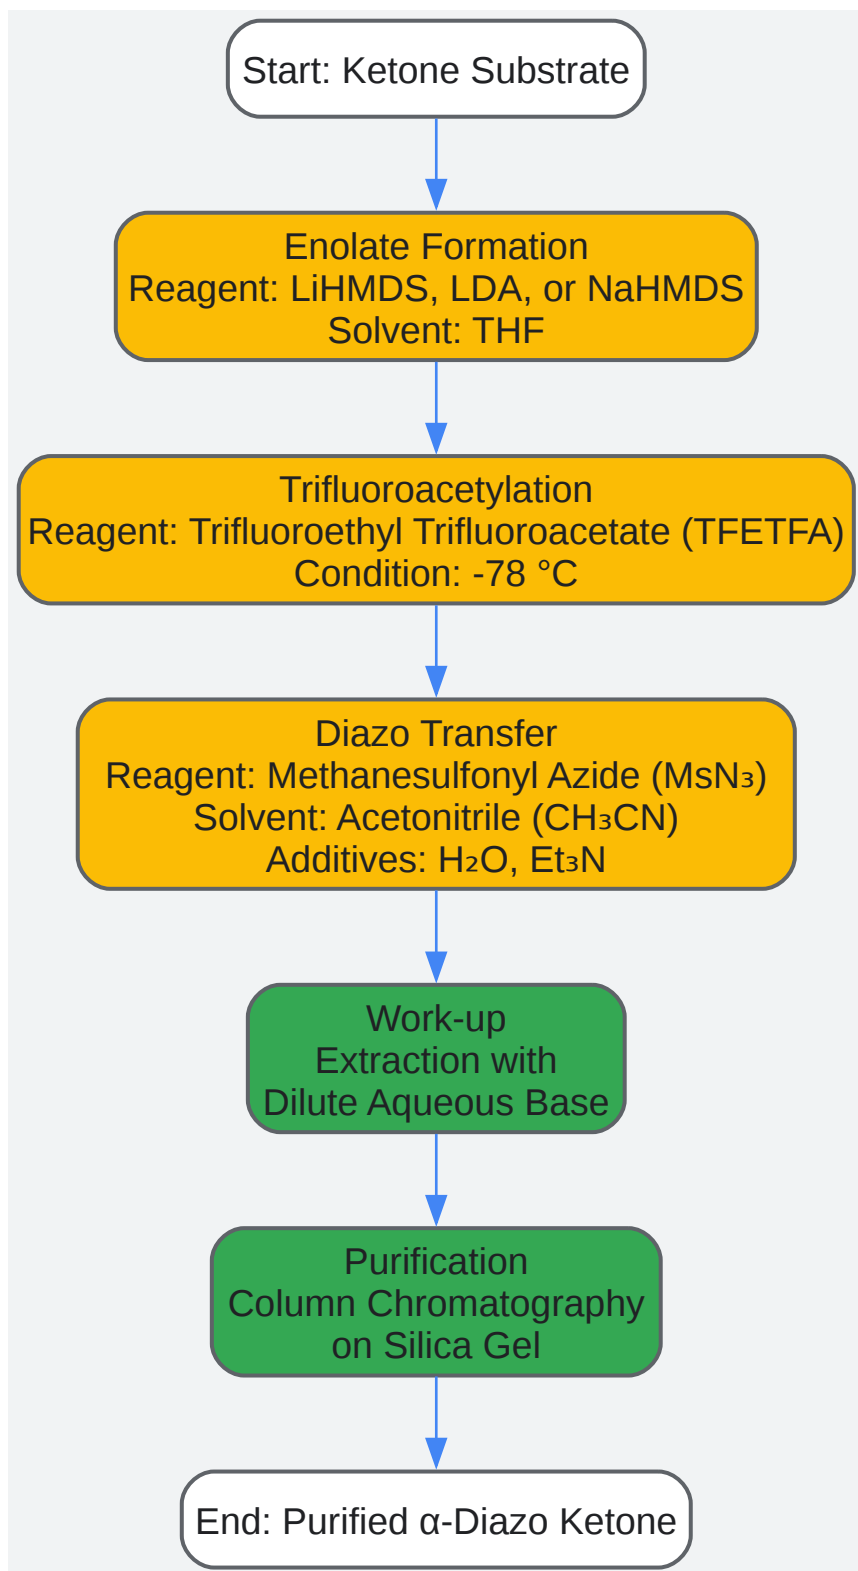 Start: Ketone Substrate
Enolate Formation
Reagent: LiHMDS, LDA, or NaHMDS
Solvent: THF
Trifluoroacetylation
Reagent: Trifluoroethyl Trifluoroacetate (TFETFA)
Condition: -78 °C
Diazo Transfer
Reagent: Methanesulfonyl Azide (MsN₃)
Solvent: Acetonitrile (CH₃CN)
Additives: H₂O, Et₃N
Work-up
Extraction with
Dilute Aqueous Base
Purification
Column Chromatography
on Silica Gel
End: Purified α-Diazo Ketone